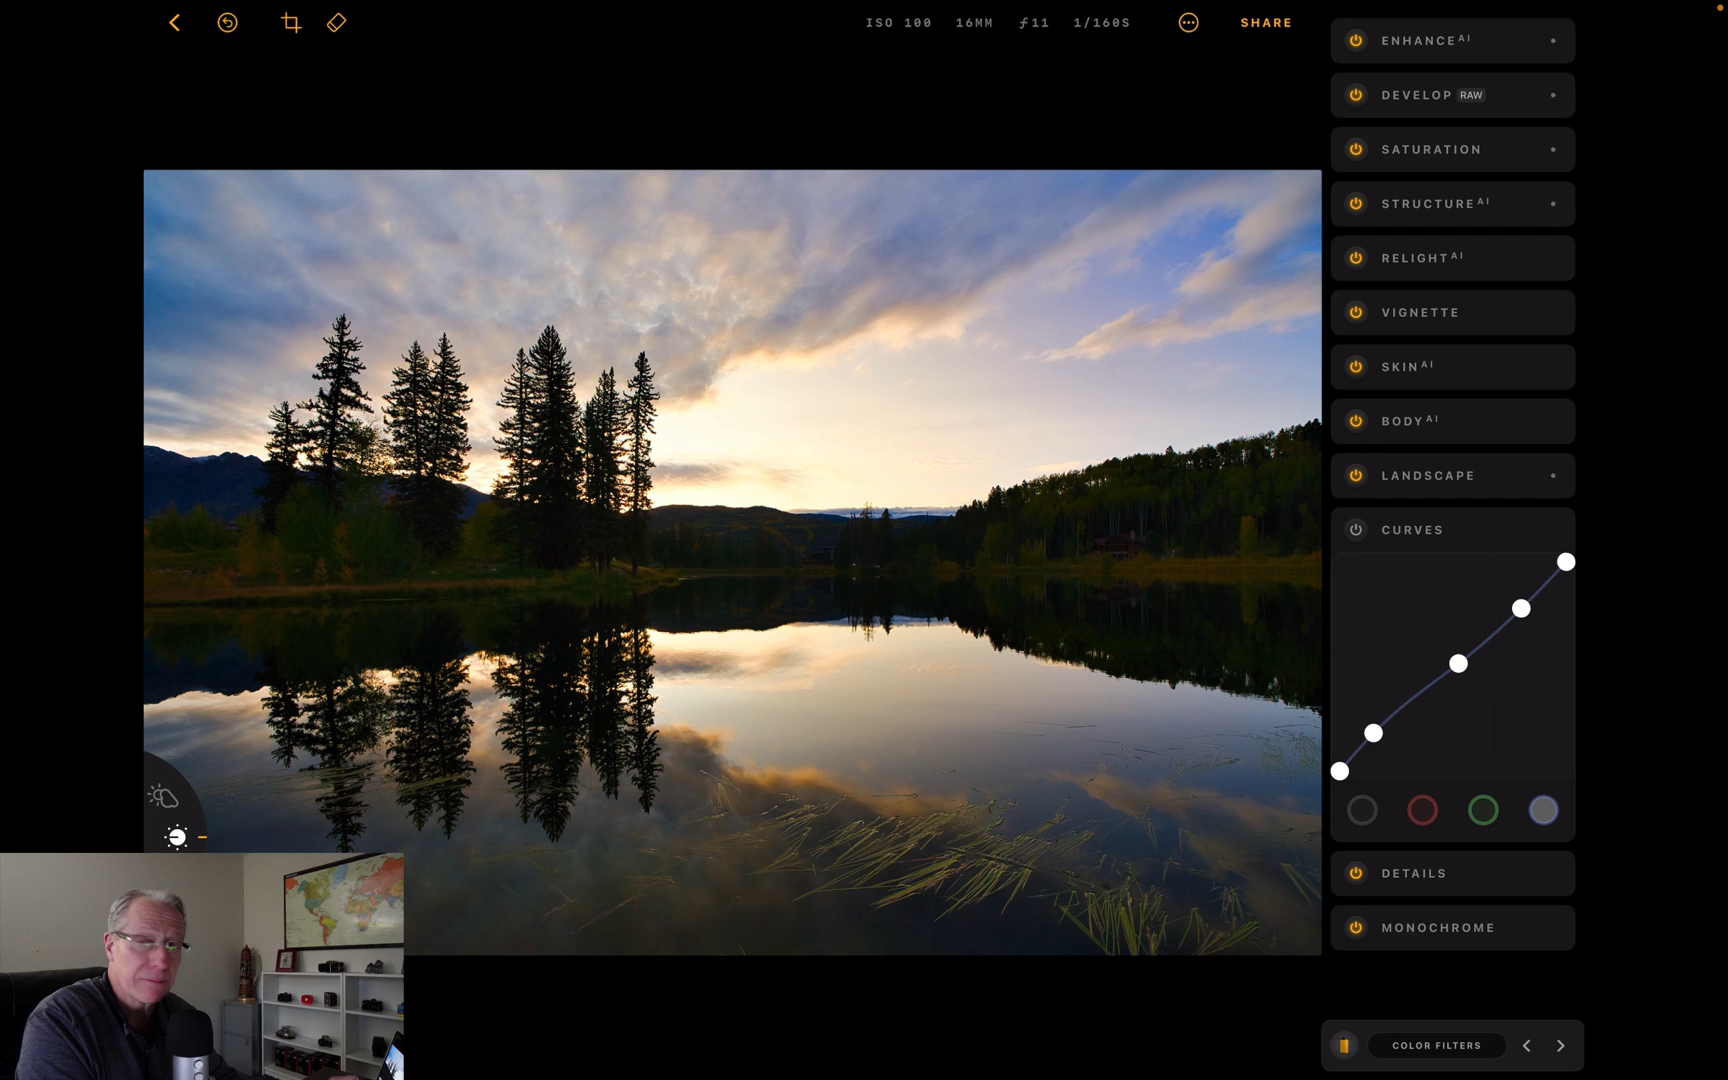 ISO 100 16MM ƒ11 1/160S SHARE
ENHANCE AI
DEVELOP RAW
SATURATION
STRUCTURE AI
RELIGHT AI
VIGNETTE
SKIN AI
BODY AI
LANDSCAPE
CURVES
DETAILS
MONOCHROME
COLOR FILTERS